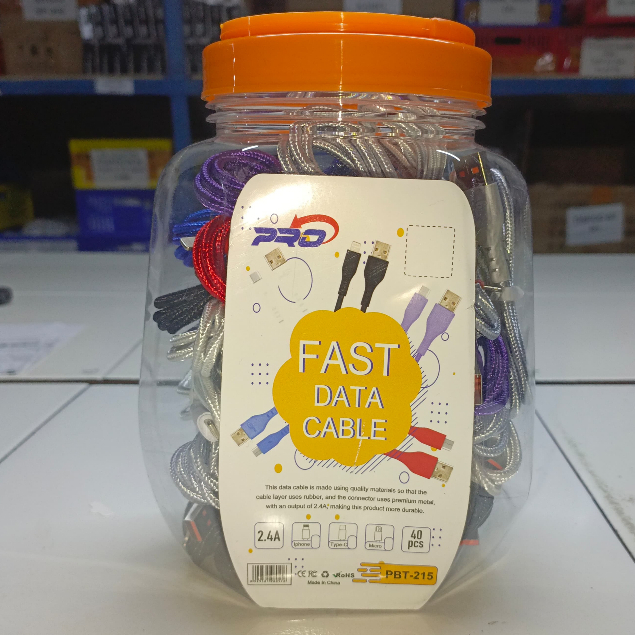 PRO
FAST
DATA
CABLE
This data cable is made using quality materials so that the
cable layer uses rubber, and the connector uses premium metal,
with an output of 2.4A, making this product more durable.
2.4A
Iphone
Type-C
Micro
40
pcs
CE FC RoHS
Made in China
PBT-215